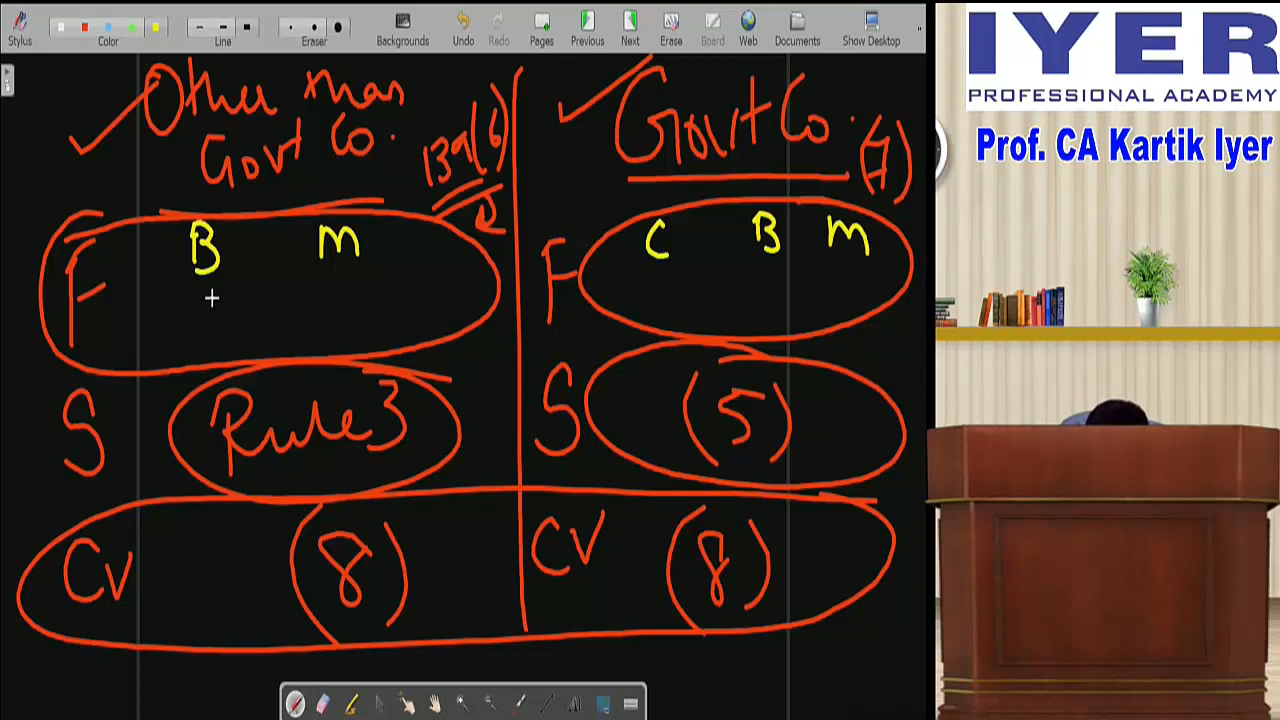 Stylus
Color
Line
Eraser
Backgrounds
Undo
Redo
Pages
Previous
Next
Erase
Board
Web
Documents
Show Desktop
IYER
PROFESSIONAL ACADEMY
Prof. CA Kartik Iyer
Other than
Govt Co.
139(6)
Govt Co.
(7)
F B M
F C B M
S Rule 3
S (5)
CV (8)
CV (8)